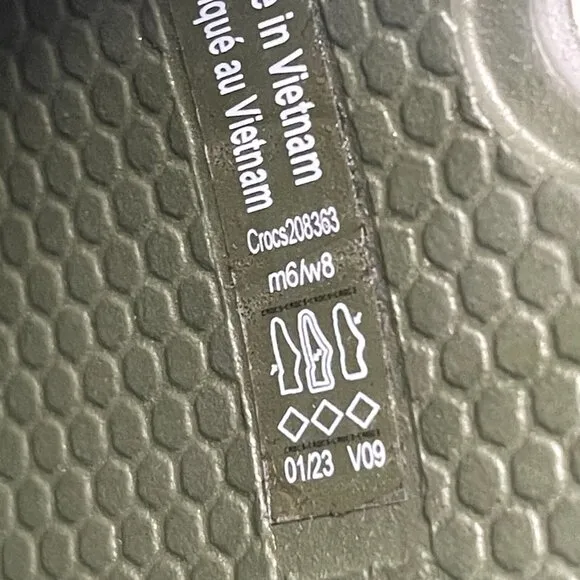 e in Vietnam
iqué au Vietnam
Crocs208363
m6/w8
01/23 V09